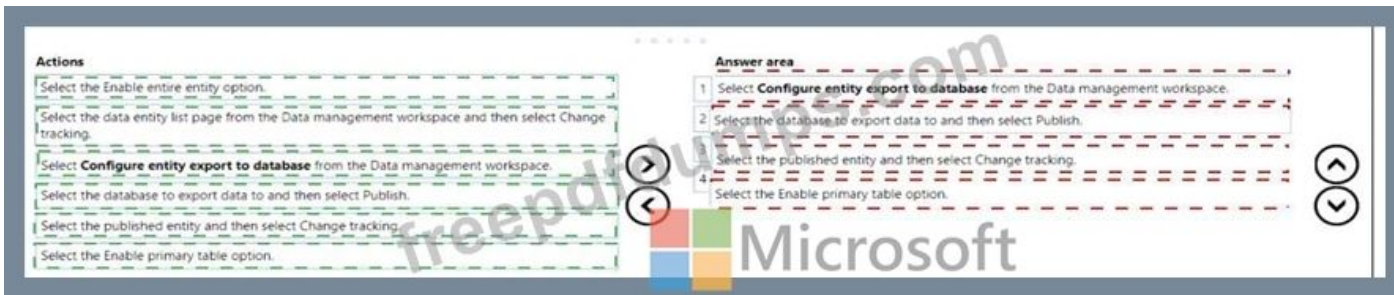 Actions
Select the Enable entire entity option.
Select the data entity list page from the Data management workspace and then select Change
tracking.
Select Configure entity export to database from the Data management workspace.
Select the database to export data to and then select Publish.
Select the published entity and then select Change tracking.
Select the Enable primary table option.
Answer area
1 Select Configure entity export to database from the Data management workspace.
2 Select the database to export data to and then select Publish.
3 Select the published entity and then select Change tracking.
4 Select the Enable primary table option.
freepdfdumps.com
Microsoft